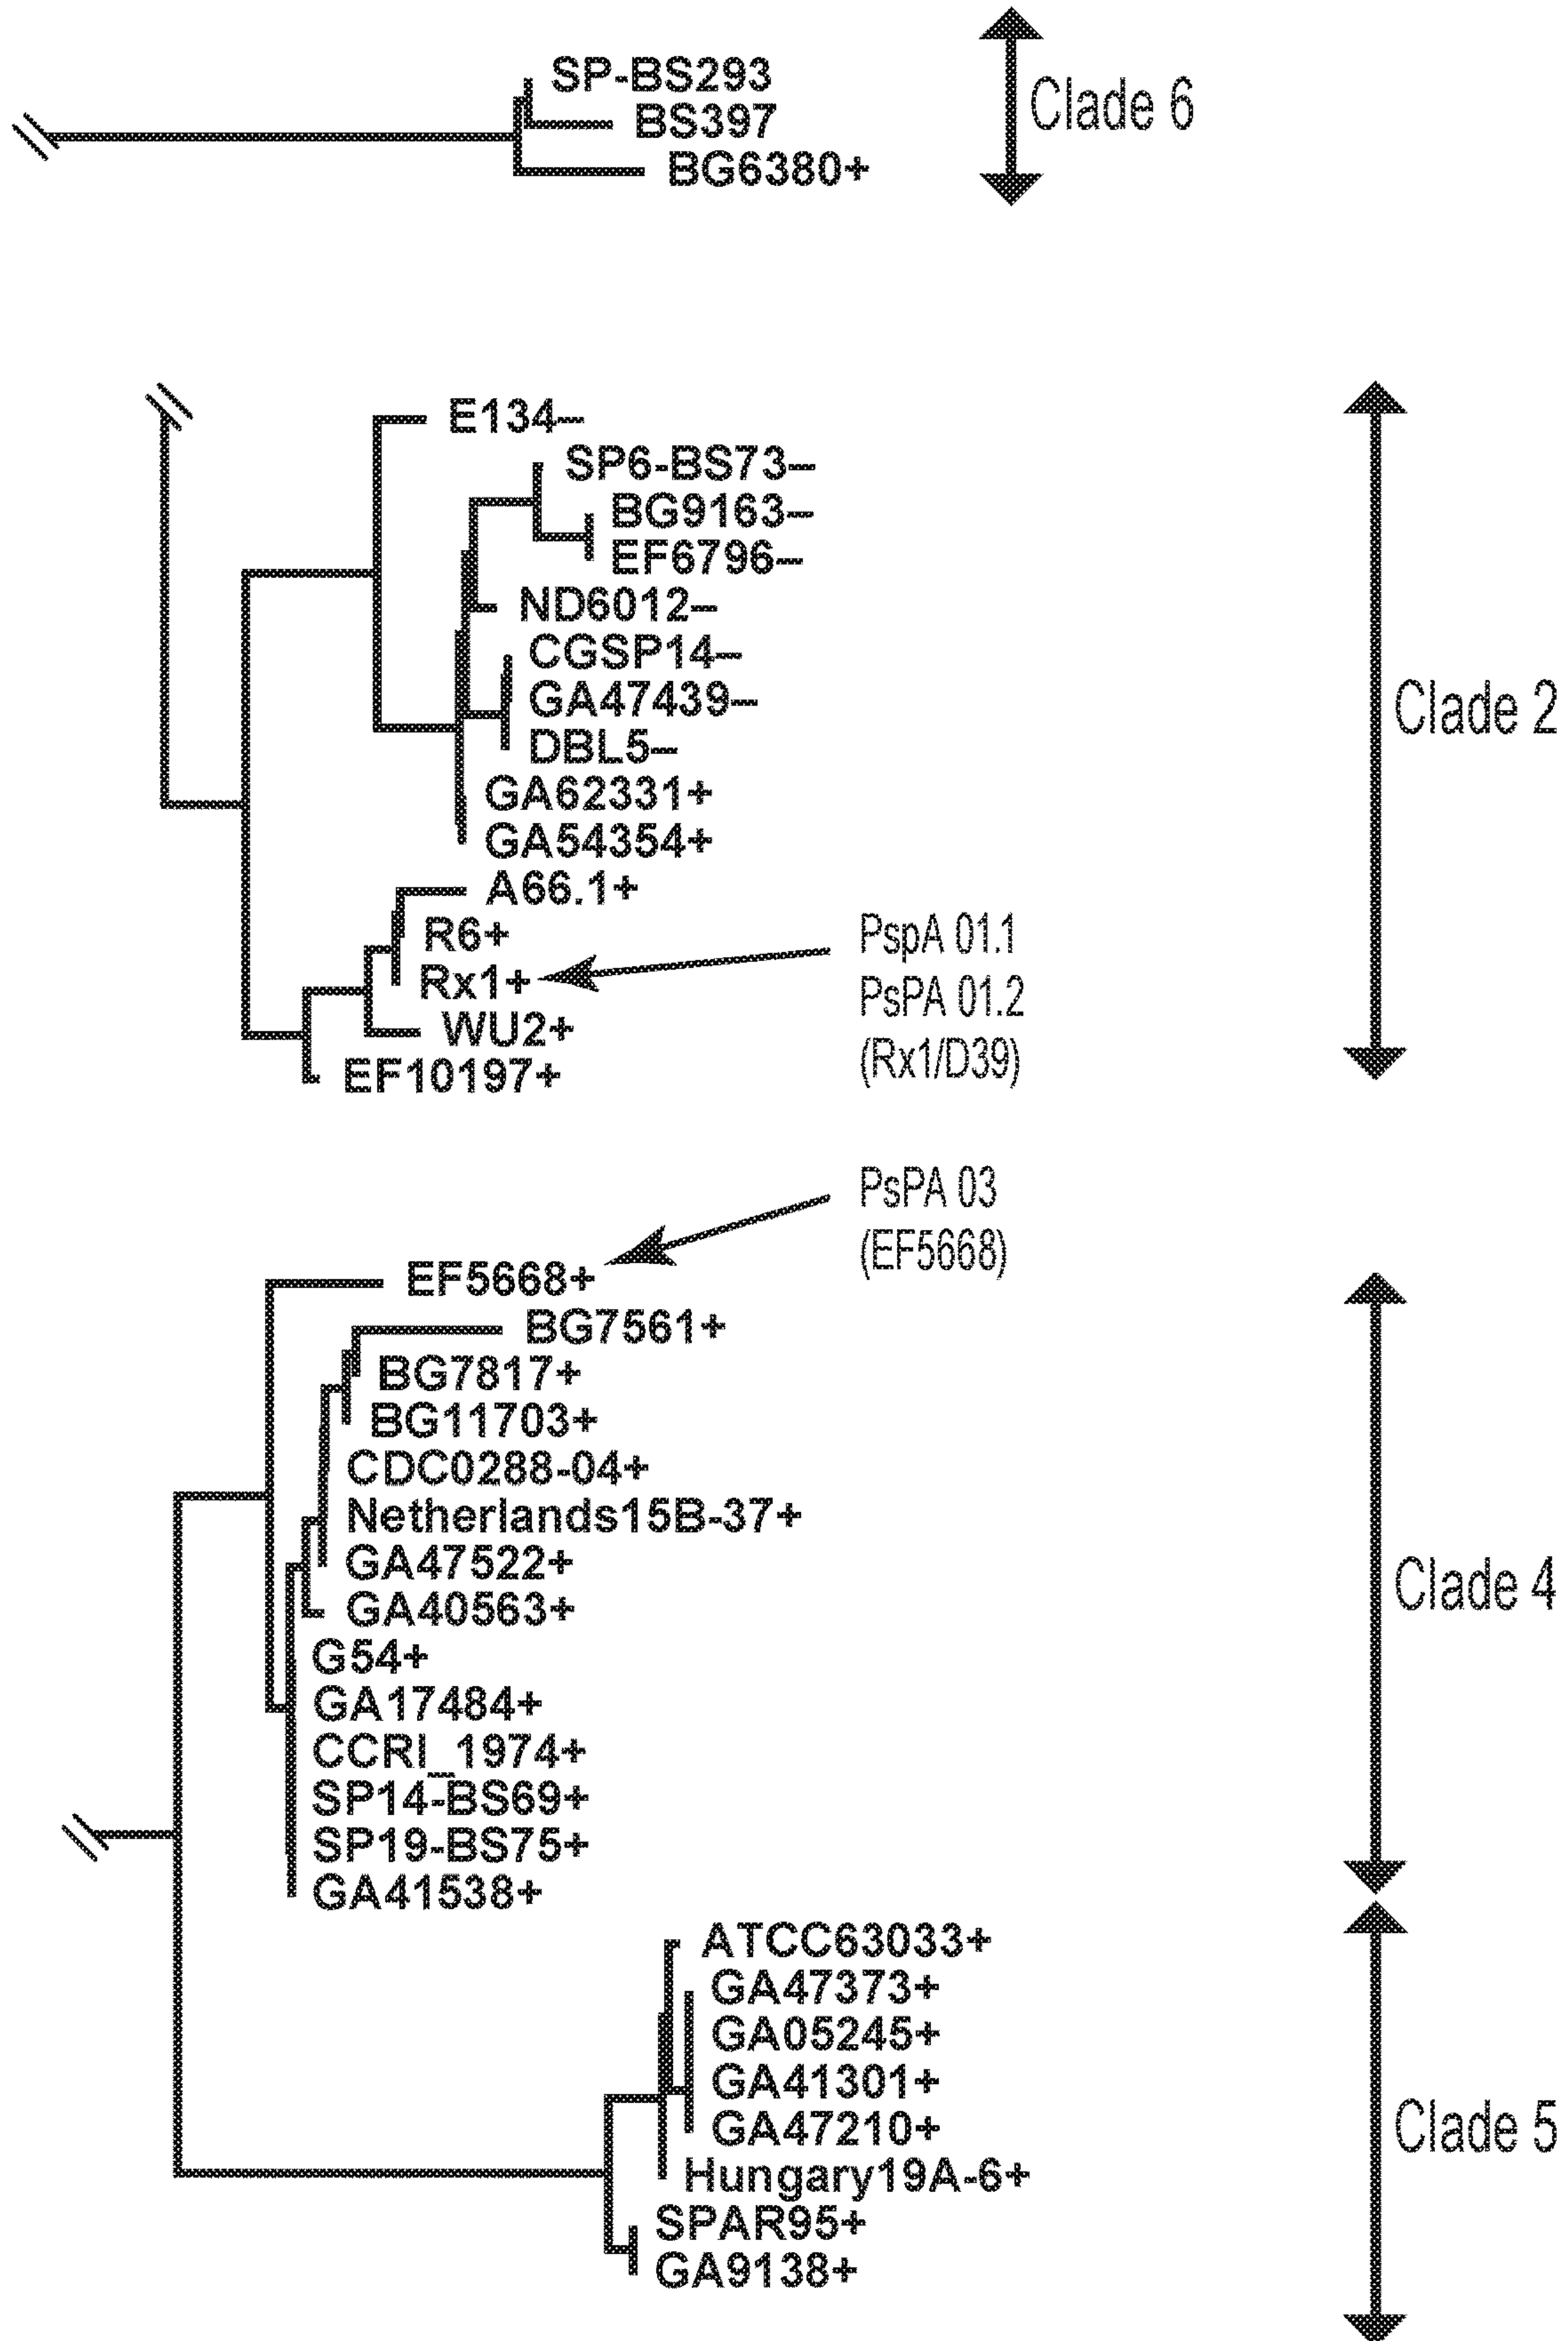 SP-BS293
BS397
BG6380+
Clade 6
E134–
SP6-BS73–
BG9163–
EF6796–
ND6012–
CGSP14–
GA47439–
DBL5–
GA62331+
GA54354+
A66.1+
R6+
Rx1+
WU2+
EF10197+
Clade 2
PspA 01.1
PsPA 01.2
(Rx1/D39)
PsPA 03
(EF5668)
EF5668+
BG7561+
BG7817+
BG11703+
CDC0288-04+
Netherlands15B-37+
GA47522+
GA40563+
G54+
GA17484+
CCRI_1974+
SP14-BS69+
SP19-BS75+
GA41538+
Clade 4
ATCC63033+
GA47373+
GA05245+
GA41301+
GA47210+
Hungary19A-6+
SPAR95+
GA9138+
Clade 5